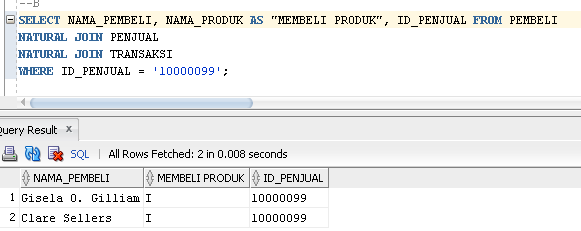 --B
SELECT NAMA_PEMBELI, NAMA_PRODUK AS "MEMBELI PRODUK", ID_PENJUAL FROM PEMBELI
NATURAL JOIN PENJUAL
NATURAL JOIN TRANSAKSI
WHERE ID_PENJUAL = '10000099';
Query Result x
SQL | All Rows Fetched: 2 in 0.008 seconds
NAMA_PEMBELI MEMBELI PRODUK ID_PENJUAL
1 Gisela O. Gilliam I 10000099
2 Clare Sellers I 10000099